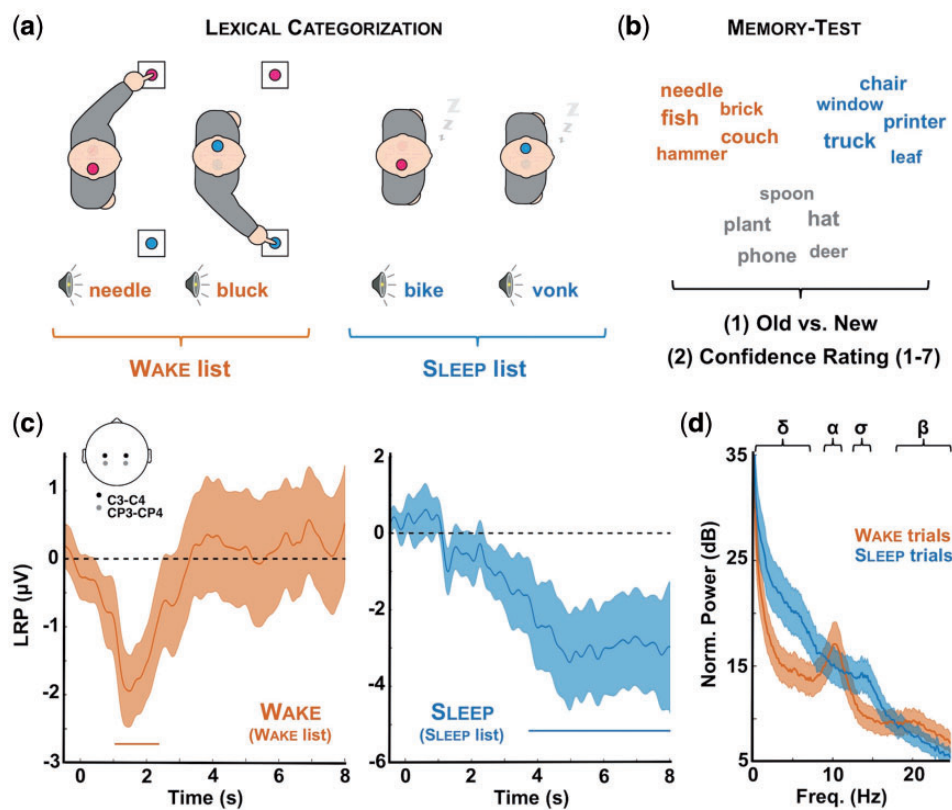 (a) LEXICAL CATEGORIZATION
z
z
z
z
z
z
needle
bluck
bike
vonk
WAKE list
SLEEP list
(b) MEMORY-TEST
needle
brick
fish
couch
hammer
chair
window
printer
truck
leaf
spoon
plant
hat
phone
deer
(1) Old vs. New
(2) Confidence Rating (1-7)
(c)
C3-C4
CP3-CP4
LRP (µV)
1
0
-1
-2
-3
0 2 4 6 8
Time (s)
WAKE
(WAKE list)
2
0
-2
-4
-6
0 2 4 6 8
Time (s)
SLEEP
(SLEEP list)
(d)
δ α σ β
WAKE trials
SLEEP trials
Norm. Power (dB)
35
25
15
5
0 10 20
Freq. (Hz)